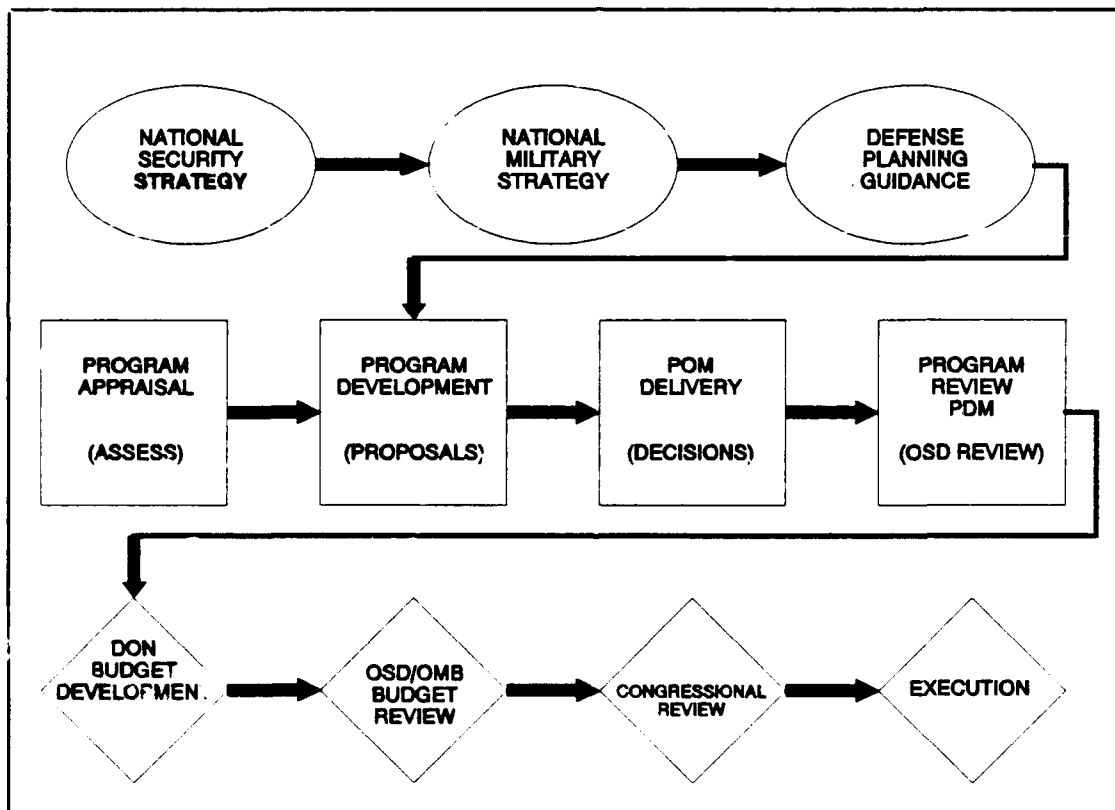 NATIONAL
SECURITY
STRATEGY
NATIONAL
MILITARY
STRATEGY
DEFENSE
PLANNING
GUIDANCE
PROGRAM
APPRAISAL
(ASSESS)
PROGRAM
DEVELOPMENT
(PROPOSALS)
POM
DELIVERY
(DECISIONS)
PROGRAM
REVIEW
PDM
(OSD REVIEW)
DON
BUDGET
DEVELOPMENT
OSD/OMB
BUDGET
REVIEW
CONGRESSIONAL
REVIEW
EXECUTION